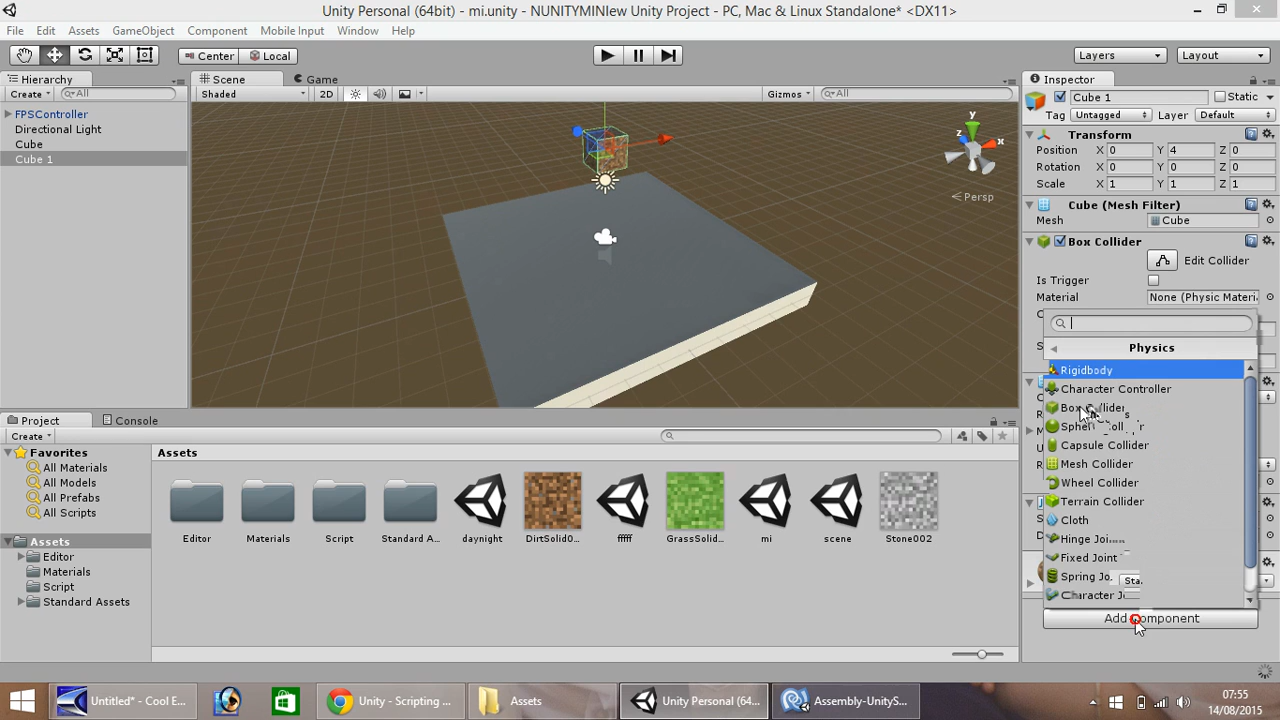 Unity Personal (64bit) - mi.unity - NUNITYMINIew Unity Project - PC, Mac & Linux Standalone* <DX11>
File Edit Assets GameObject Component Mobile Input Window Help
Center Local Layers Layout
Hierarchy Scene Game Inspector
Create All Shaded 2D Gizmos All Cube 1 Static
Tag Untagged Layer Default
FPSController
Directional Light
Cube
Cube 1
y
z
x
Persp
Transform
Position X 0 Y 4 Z 0
Rotation X 0 Y 0 Z 0
Scale X 1 Y 1 Z 1
Cube (Mesh Filter)
Mesh Cube
Box Collider
Edit Collider
Is Trigger
Material None (Physic Materi
Physics
Rigidbody
Character Controller
Box Collider
Capsule Collider
Mesh Collider
Wheel Collider
Terrain Collider
Cloth
Fixed Joint
Add Component
Project Console
Create
Favorites
All Materials
All Models
All Prefabs
All Scripts
Assets
Editor
Materials
Script
Standard Assets
Assets
Editor Materials Script Standard A... daynight DirtSolid0... fffff GrassSolid... mi scene Stone002
Untitled* - Cool E... Unity - Scripting ... Assets Unity Personal (64... Assembly-UnityS...
07:55
14/08/2015